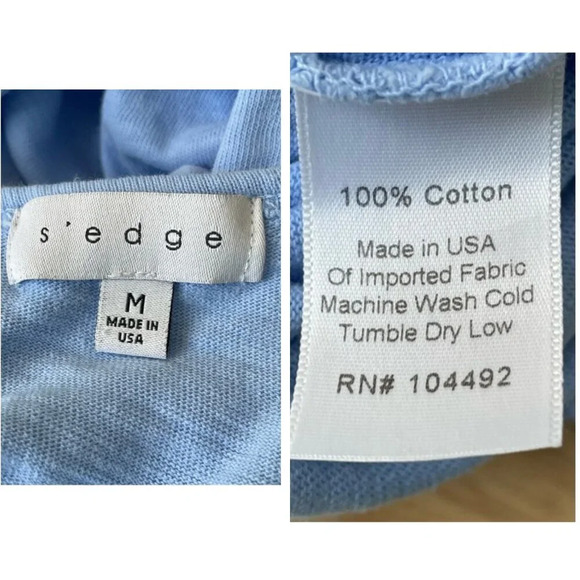 s'edge
M
MADE IN
USA
100% Cotton
Made in USA
Of Imported Fabric
Machine Wash Cold
Tumble Dry Low
RN# 104492